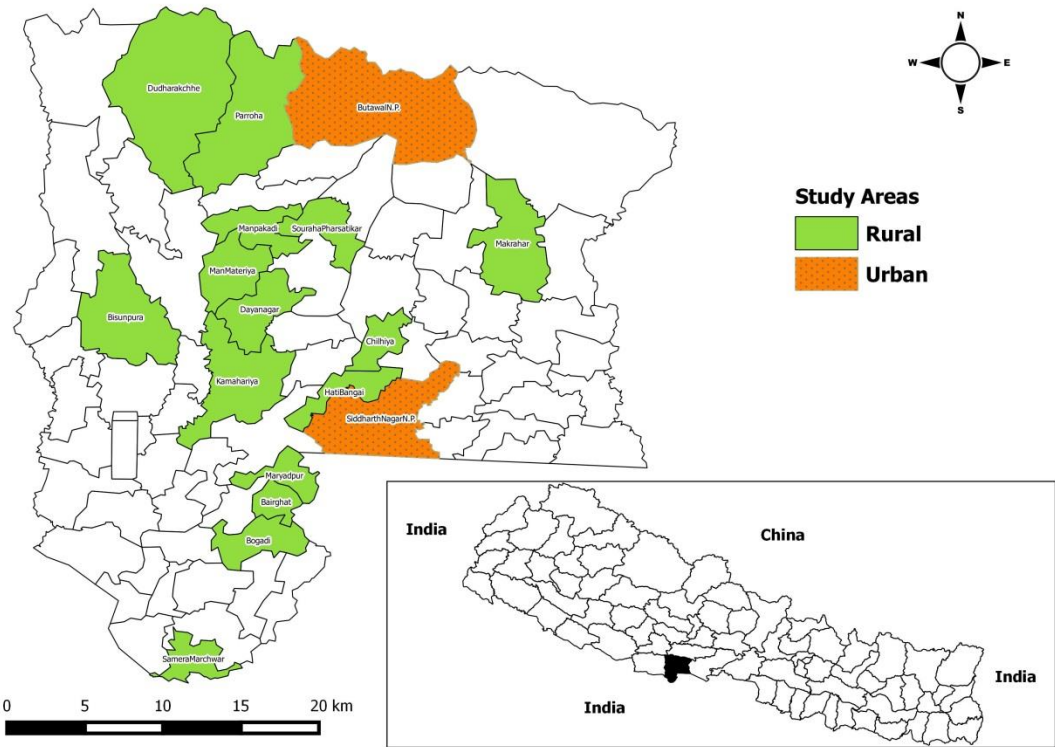 N
W E
S
Dudharakchhe
Parroha
ButawalN.P.
Study Areas
Rural
Urban
Manpakadi
SourahaPharsatikar
Makrahar
ManMateriya
Dayanagar
Bisunpura
Chilhiya
Kamahariya
HatiBangai
SiddharthNagarN.P.
Maryadpur
Bairghat
Bogadi
SameraMarchwar
0 5 10 15 20 km
India
China
India
India